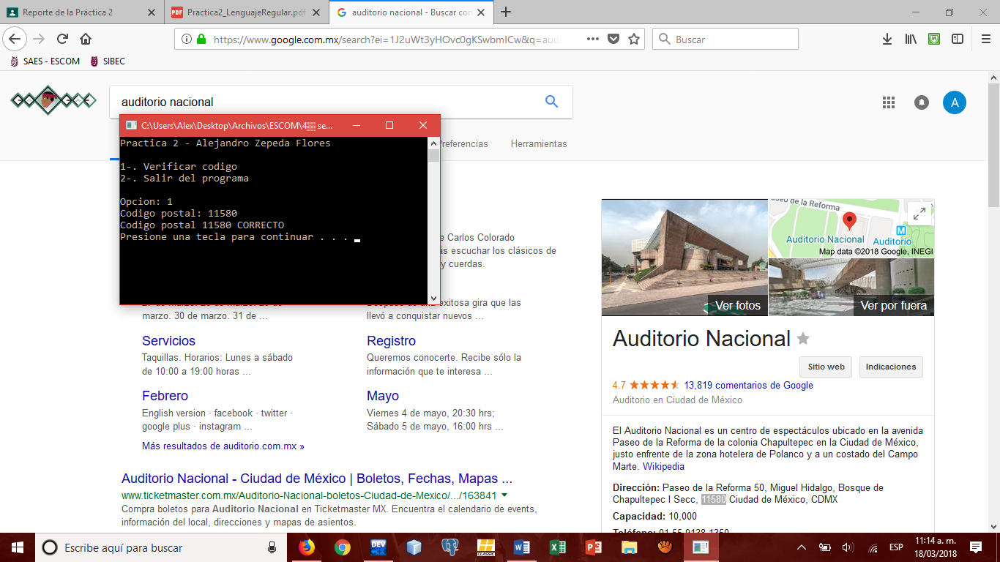 Reporte de la Práctica 2
Practica2_LenguajeRegular.pdf
auditorio nacional - Buscar con
https://www.google.com.mx/search?ei=1J2uWt3yHOvc0gKSwbmICw&q=aud
Buscar
SAES - ESCOM
SIBEC
auditorio nacional
A
Preferencias
Herramientas
C:\Users\Alex\Desktop\Archivos\ESCOM\4 se...
Practica 2 - Alejandro Zepeda Flores
1-. Verificar codigo
2-. Salir del programa
Opcion: 1
Codigo postal: 11580
Codigo postal 11580 CORRECTO
Presione una tecla para continuar . . .
e Carlos Colorado
ás escuchar los clásicos de
y cuerdas.
marzo. 30 de marzo. 31 de ...
exitosa gira que las
llevó a conquistar nuevos ...
Servicios
Taquillas. Horarios: Lunes a sábado
de 10:00 a 19:00 horas ...
Registro
Queremos conocerte. Recibe sólo la
información que te interesa ...
Febrero
English version · facebook · twitter ·
google plus · instagram ...
Mayo
Viernes 4 de mayo, 20:30 hrs;
Sábado 5 de mayo, 16:00 hrs ...
Más resultados de auditorio.com.mx »
Auditorio Nacional - Ciudad de México | Boletos, Fechas, Mapas ...
www.ticketmaster.com.mx/Auditorio-Nacional-boletos-Ciudad-de-Mexico/.../163841
Compra boletos para Auditorio Nacional en Ticketmaster MX. Encuentra el calendario de events,
información del local, direcciones y mapas de asientos.
Ver fotos
aseo de la Reforma
Auditorio Nacional
Auditorio
Map data ©2018 Google, INEGI
Ver por fuera
Auditorio Nacional
Sitio web
Indicaciones
4.7 13,819 comentarios de Google
Auditorio en Ciudad de México
El Auditorio Nacional es un centro de espectáculos ubicado en la avenida
Paseo de la Reforma de la colonia Chapultepec en la Ciudad de México,
justo enfrente de la zona hotelera de Polanco y a un costado del Campo
Marte. Wikipedia
Dirección: Paseo de la Reforma 50, Miguel Hidalgo, Bosque de
Chapultepec I Secc, 11580 Ciudad de México, CDMX
Capacidad: 10,000
Teléfono: 01 55 9138 1350
Escribe aquí para buscar
ESP
11:14 a. m.
18/03/2018